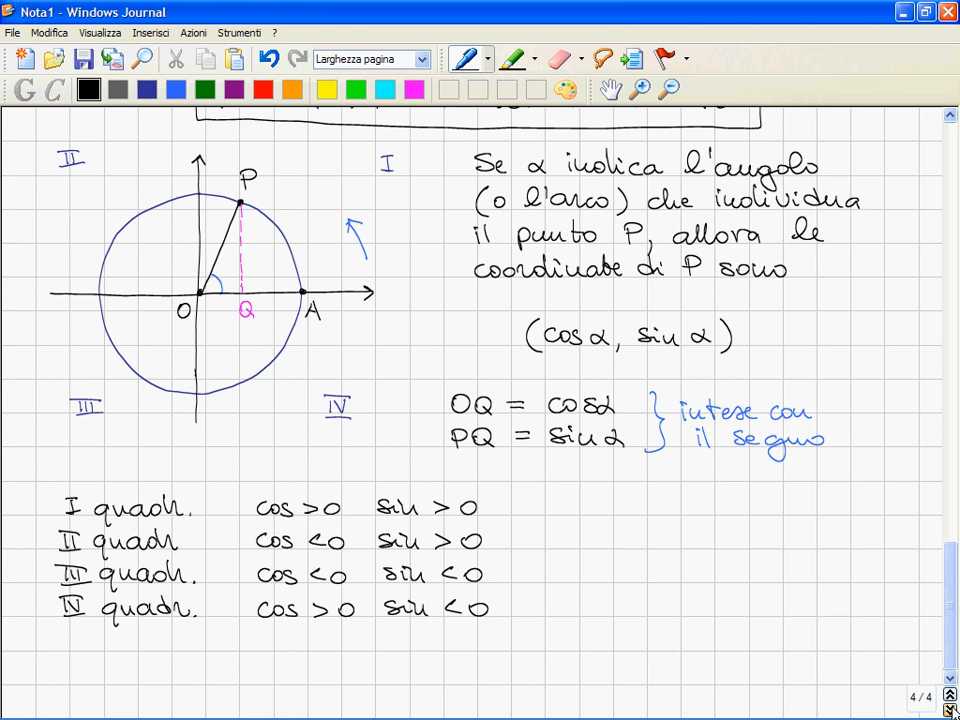 Nota1 - Windows Journal
File Modifica Visualizza Inserisci Azioni Strumenti ?
Larghezza pagina
II
I
P
O
Q
A
III
IV
Se α indica l'angolo
(o l'arco) che individua
il punto P, allora le
coordinate di P sono
(cos α, sin α)
OQ = cos α
PQ = sin α
intese con
il segno
I quadr. cos > 0 sin > 0
II quadr cos < 0 sin > 0
III quadr. cos < 0 sin < 0
IV quadr. cos > 0 sin < 0
4 / 4